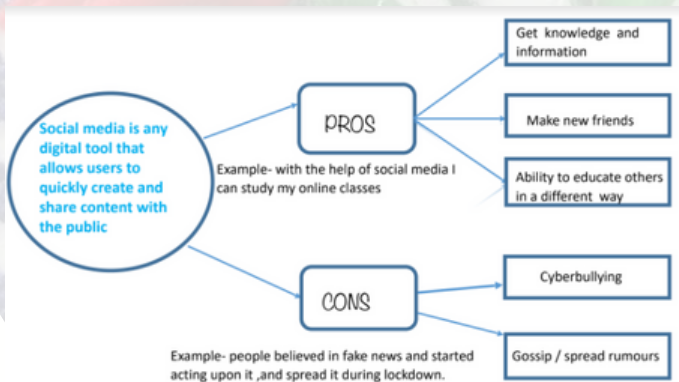 Social media is any
digital tool that
allows users to
quickly create and
share content with
the public
PROS
Example- with the help of social media I
can study my online classes
Get knowledge and
information
Make new friends
Ability to educate others
in a different way
CONS
Example- people believed in fake news and started
acting upon it ,and spread it during lockdown.
Cyberbullying
Gossip / spread rumours